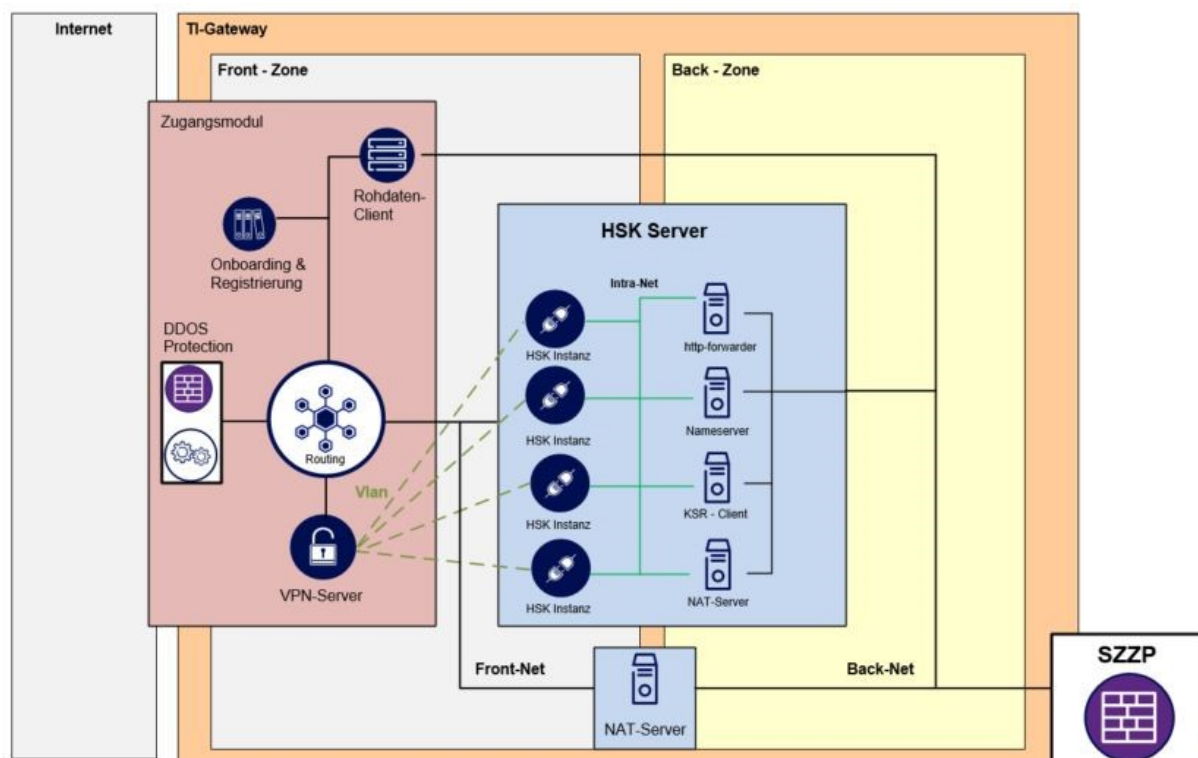 Internet
TI-Gateway
Front - Zone
Back - Zone
Zugangsmodul
Rohdaten-
Client
Onboarding &
Registrierung
DDOS
Protection
Routing
Vlan
VPN-Server
HSK Server
Intra-Net
HSK Instanz
http-forwarder
HSK Instanz
Nameserver
HSK Instanz
KSR - Client
HSK Instanz
NAT-Server
Front-Net
NAT-Server
Back-Net
SZZP